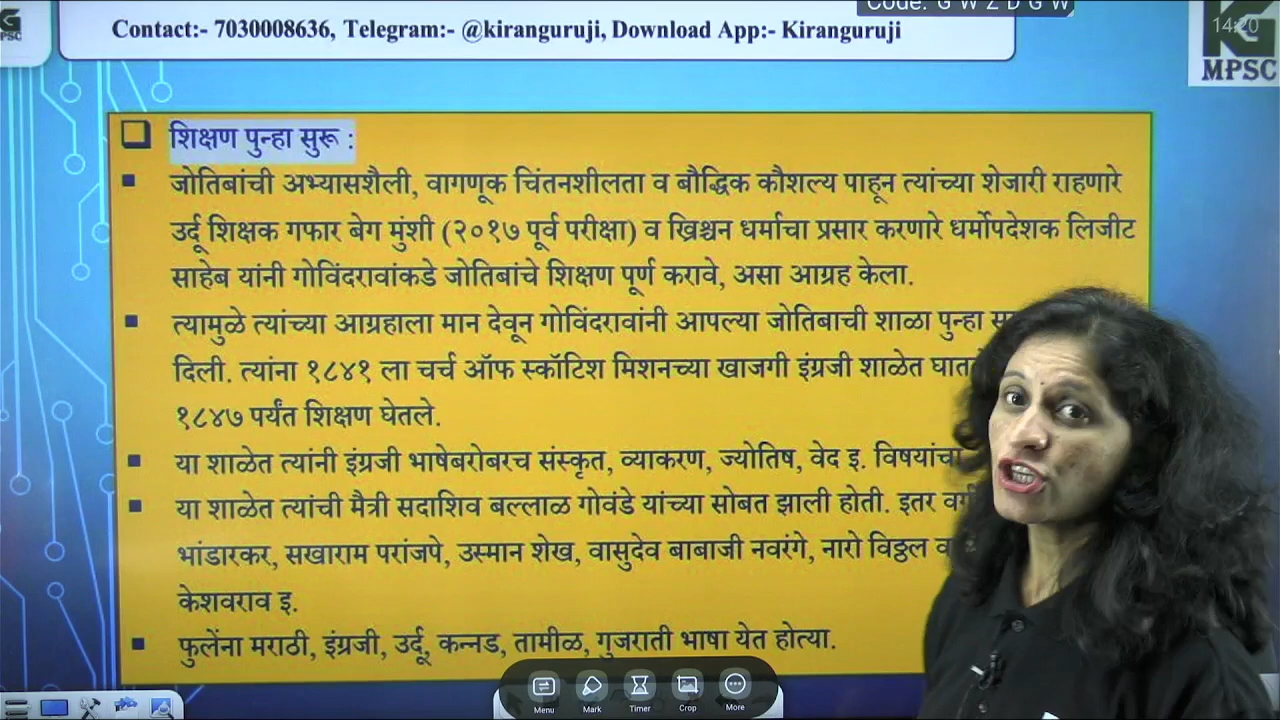 Code: G W Z D G W
14:20
Contact:- 7030008636, Telegram:- @kiranguruji, Download App:- Kiranguruji
KG
MPSC
शिक्षण पुन्हा सुरू :
जोतिबांची अभ्यासशैली, वागणूक चिंतनशीलता व बौद्धिक कौशल्य पाहून त्यांच्या शेजारी राहणारे
उर्दू शिक्षक गफार बेग मुंशी (२०१७ पूर्व परीक्षा) व ख्रिश्चन धर्माचा प्रसार करणारे धर्मोपदेशक लिजीट
साहेब यांनी गोविंदरावांकडे जोतिबांचे शिक्षण पूर्ण करावे, असा आग्रह केला.
त्यामुळे त्यांच्या आग्रहाला मान देवून गोविंदरावांनी आपल्या जोतिबाची शाळा पुन्हा
दिली. त्यांना १८४१ ला चर्च ऑफ स्कॉटिश मिशनच्या खाजगी इंग्रजी शाळेत
१८४७ पर्यंत शिक्षण घेतले.
या शाळेत त्यांनी इंग्रजी भाषेबरोबरच संस्कृत, व्याकरण, ज्योतिष, वेद इ. विषयांचा
या शाळेत त्यांची मैत्री सदाशिव बल्लाळ गोवंडे यांच्या सोबत झाली होती. इतर
भांडारकर, सखाराम परांजपे, उस्मान शेख, वासुदेव बाबाजी नवरंगे, नारो विठ्ठल
केशवराव इ.
फुलेंना मराठी, इंग्रजी, उर्दू, कन्नड, तामीळ, गुजराती भाषा येत होत्या.
Menu Mark Timer Crop More